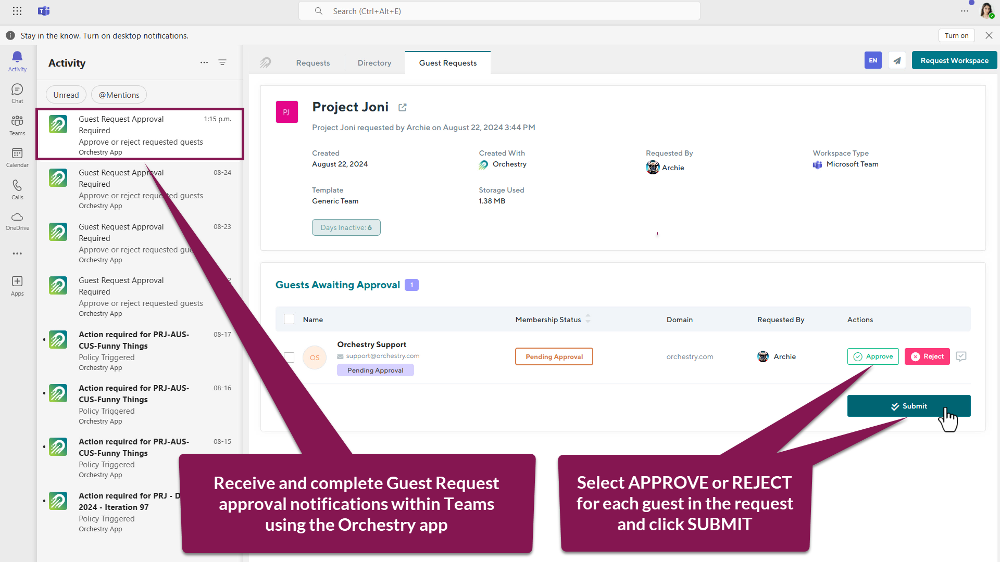 Search (Ctrl+Alt+E)
Stay in the know. Turn on desktop notifications.
Turn on
Activity
Chat
Teams
Calendar
Calls
OneDrive
Apps
Activity
Unread
@Mentions
Guest Request Approval
Required
1:15 p.m.
Approve or reject requested guests
Orchestry App
Guest Request Approval
Required
08-24
Approve or reject requested guests
Orchestry App
Guest Request Approval
Required
08-23
Approve or reject requested gue
Orchestry App
Guest Request Approval
Required
2
Approve or reject requested guests
Orchestry App
Action required for PRJ-AUS-
CUS-Funny Things
08-17
Policy Triggered
Orchestry App
Action required for PRJ-AUS-
CUS-Funny Things
08-16
Policy Triggered
Orchestry App
Action required for PRJ-AUS-
CUS-Funny Things
08-15
Policy Triggered
Orchestry App
Action required for PRJ - D
2024 - Iteration 97
Policy Triggered
Orchestry App
Requests
Directory
Guest Requests
EN
Request Workspace
PJ
Project Joni
Project Joni requested by Archie on August 22, 2024 3:44 PM
Created
August 22, 2024
Created With
Orchestry
Requested By
Archie
Workspace Type
Microsoft Team
Template
Generic Team
Storage Used
1.38 MB
Days Inactive: 6
Guests Awaiting Approval 1
Name
Membership Status
Domain
Requested By
Actions
OS
Orchestry Support
support@orchestry.com
Pending Approval
Pending Approval
orchestry.com
Archie
Approve
Reject
Submit
Receive and complete Guest Request
approval notifications within Teams
using the Orchestry app
Select APPROVE or REJECT
for each guest in the request
and click SUBMIT